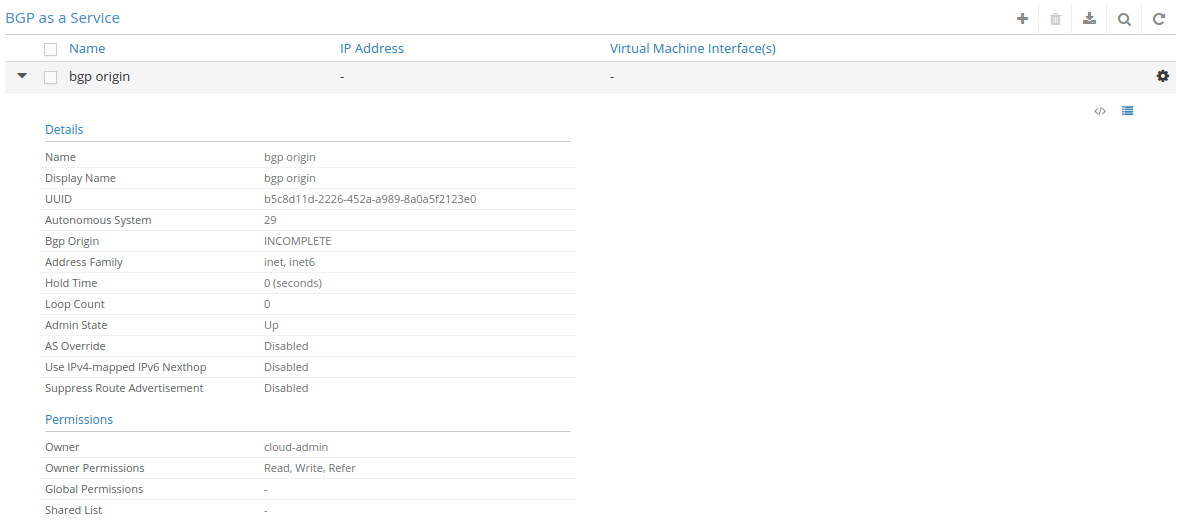 BGP as a Service
Name IP Address Virtual Machine Interface(s)
bgp origin - -
</>
Details
Name bgp origin
Display Name bgp origin
UUID b5c8d11d-2226-452a-a989-8a0a5f2123e0
Autonomous System 29
Bgp Origin INCOMPLETE
Address Family inet, inet6
Hold Time 0 (seconds)
Loop Count 0
Admin State Up
AS Override Disabled
Use IPv4-mapped IPv6 Nexthop Disabled
Suppress Route Advertisement Disabled
Permissions
Owner cloud-admin
Owner Permissions Read, Write, Refer
Global Permissions -
Shared List -